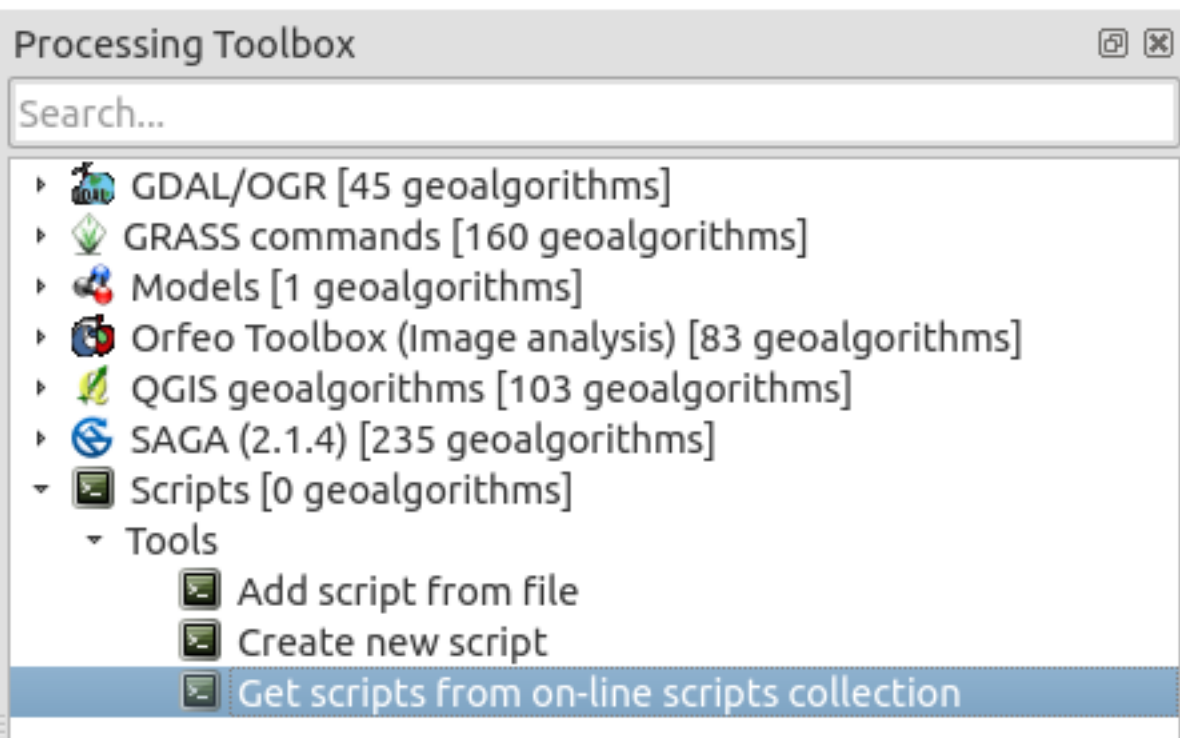 Processing Toolbox
Search...
GDAL/OGR [45 geoalgorithms]
GRASS commands [160 geoalgorithms]
Models [1 geoalgorithms]
Orfeo Toolbox (Image analysis) [83 geoalgorithms]
QGIS geoalgorithms [103 geoalgorithms]
SAGA (2.1.4) [235 geoalgorithms]
Scripts [0 geoalgorithms]
Tools
Add script from file
Create new script
Get scripts from on-line scripts collection